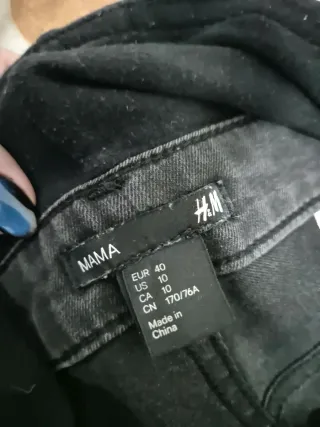 MAMA
H&M
EUR 40
US 10
CA 10
CN 170/76A
Made in
China